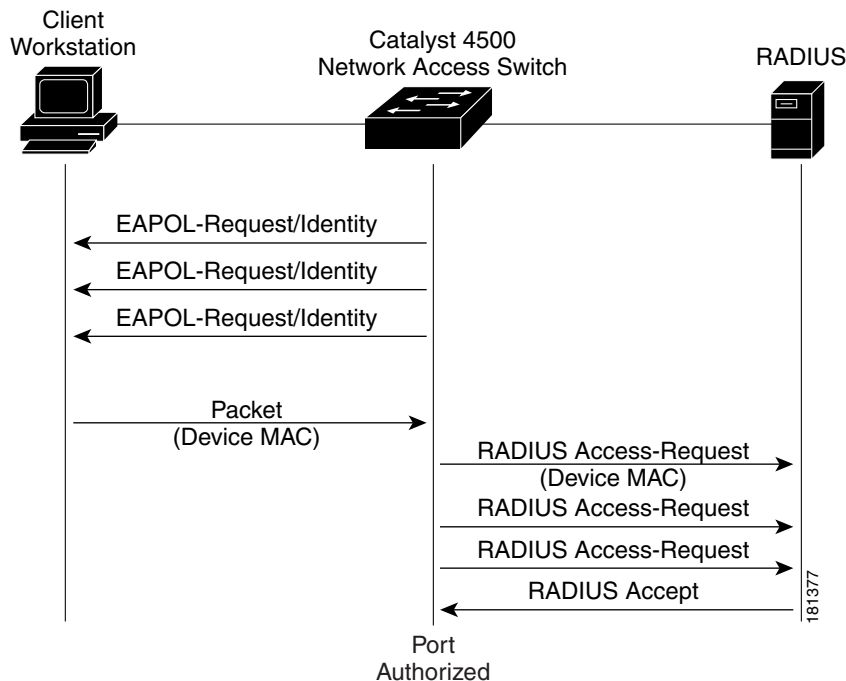 Client
Workstation
Catalyst 4500
Network Access Switch
RADIUS
EAPOL-Request/Identity
EAPOL-Request/Identity
EAPOL-Request/Identity
Packet
(Device MAC)
RADIUS Access-Request
(Device MAC)
RADIUS Access-Request
RADIUS Access-Request
RADIUS Accept
181377
Port
Authorized